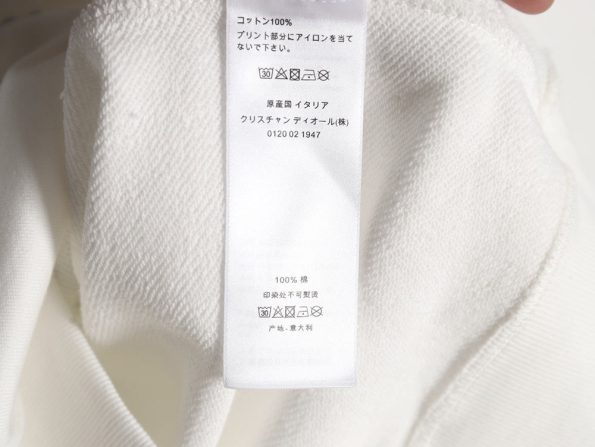 コットン100%
プリント部分にアイロンを当て
ないで下さい。
30
原産国 イタリア
クリスチャン ディオール(株)
0120 02 1947
100% 棉
印染处不可熨烫
30
产地-意大利